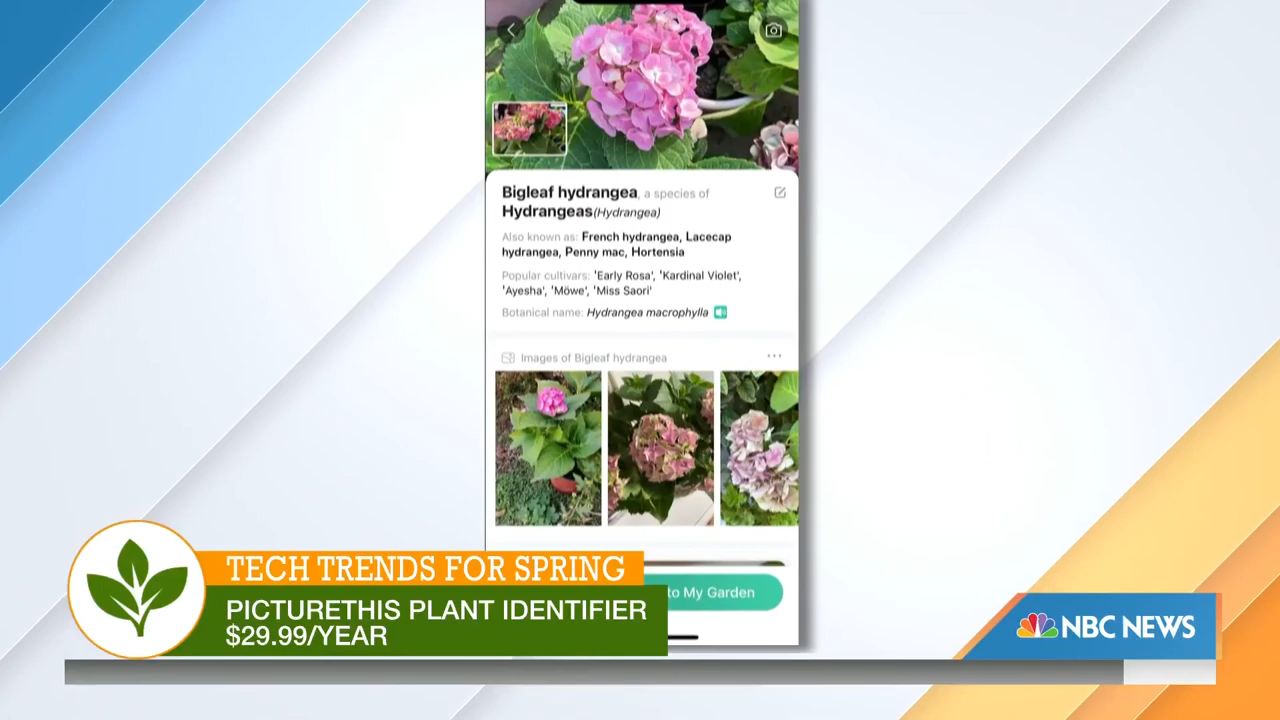 Bigleaf hydrangea, a species of
Hydrangeas(Hydrangea)
Also known as: French hydrangea, Lacecap
hydrangea, Penny mac, Hortensia
Popular cultivars: 'Early Rosa', 'Kardinal Violet',
'Ayesha', 'Möwe', 'Miss Saori'
Botanical name: Hydrangea macrophylla
Images of Bigleaf hydrangea
to My Garden
TECH TRENDS FOR SPRING
PICTURETHIS PLANT IDENTIFIER
$29.99/YEAR
NBC NEWS